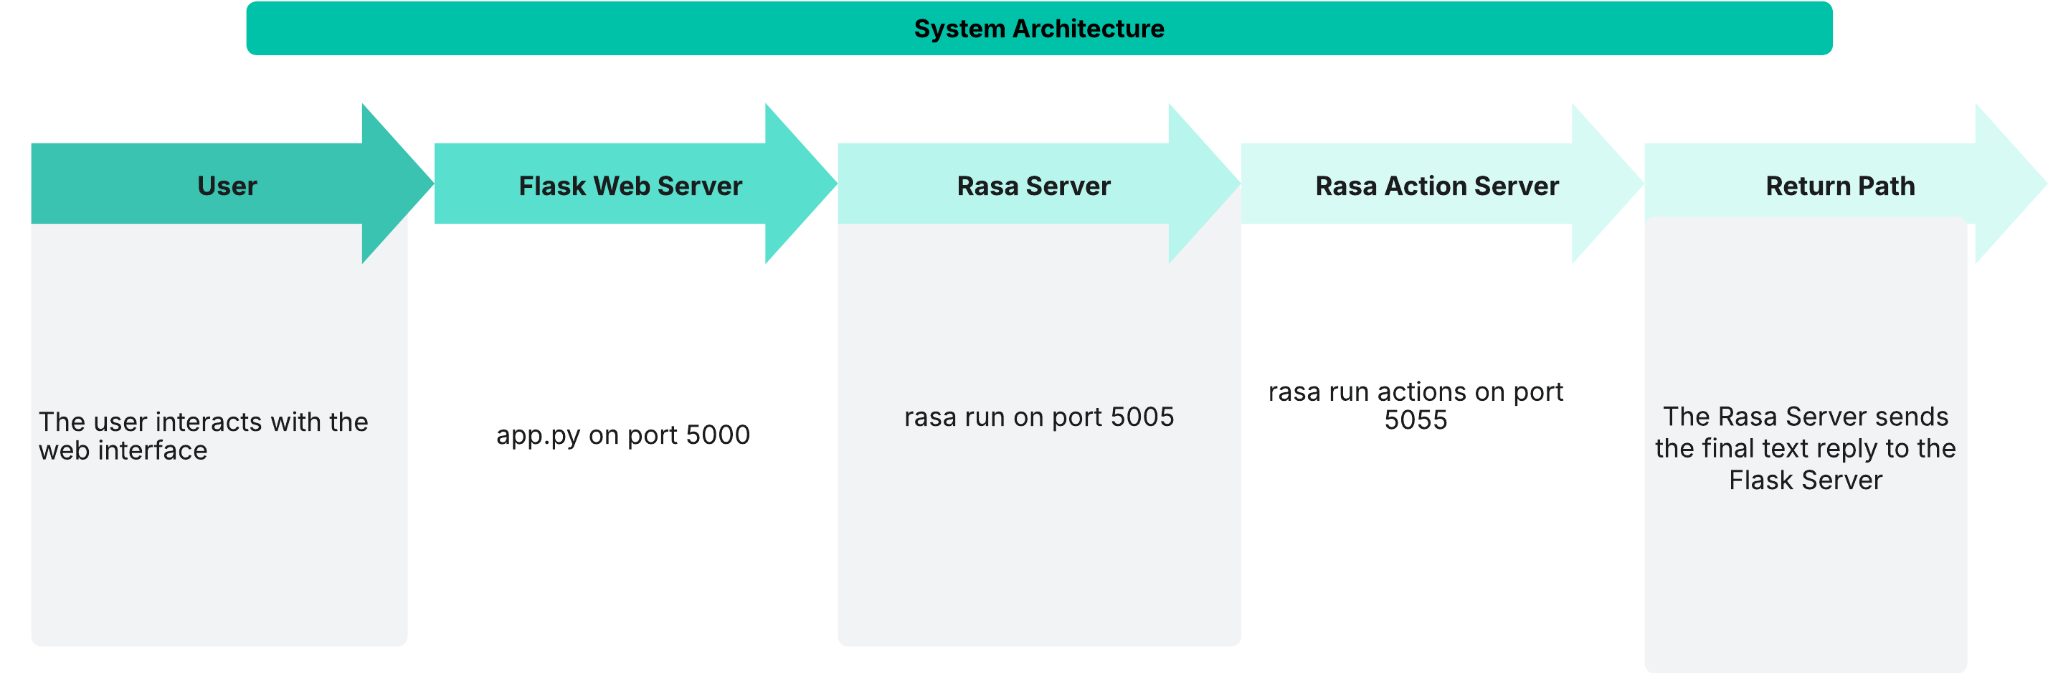 System Architecture
User
Flask Web Server
Rasa Server
Rasa Action Server
Return Path
The user interacts with the
web interface
app.py on port 5000
rasa run on port 5005
rasa run actions on port
5055
The Rasa Server sends
the final text reply to the
Flask Server